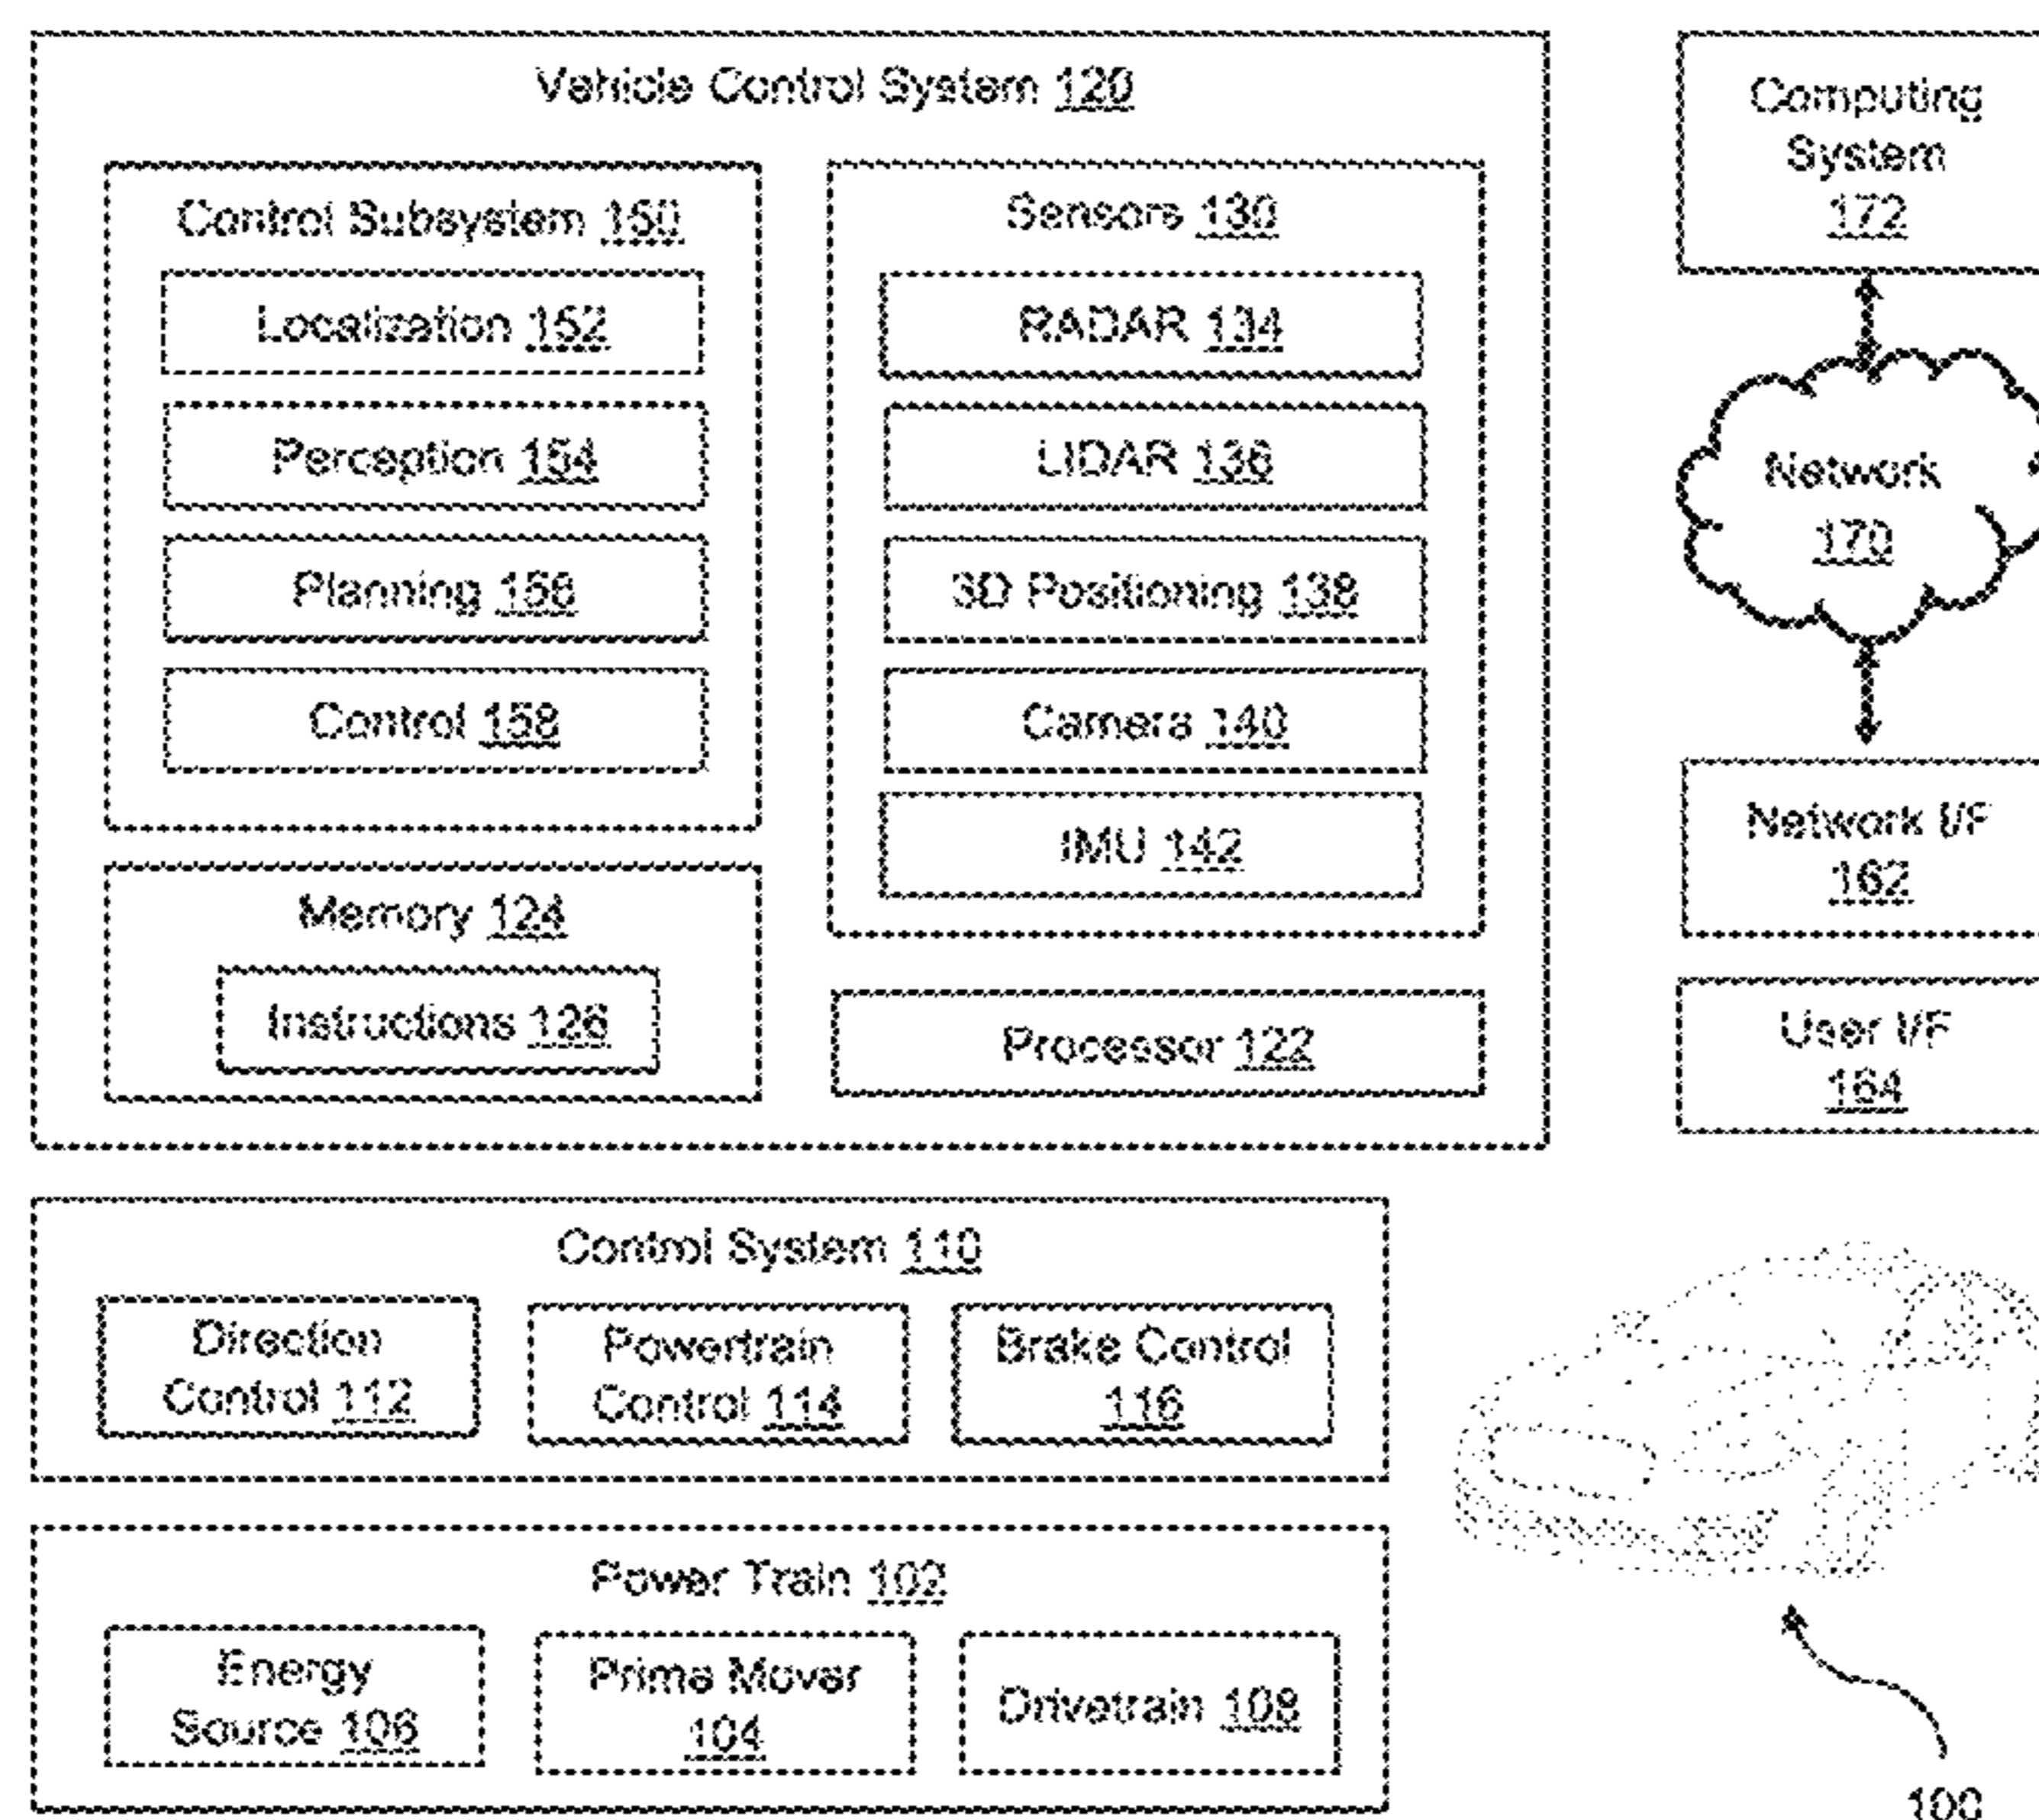 Vehicle Control System 120
Control Subsystem 150
Localization 152
Perception 154
Planning 156
Control 158
Memory 124
Instructions 126
Sensors 130
RADAR 134
LIDAR 136
3D Positioning 138
Camera 140
IMU 142
Processor 122
Computing
System
172
Network
170
Network I/F
162
User I/F
164
Control System 110
Direction
Control 112
Powertrain
Control 114
Brake Control
116
Power Train 102
Energy
Source 106
Prime Mover
104
Drivetrain 108
100